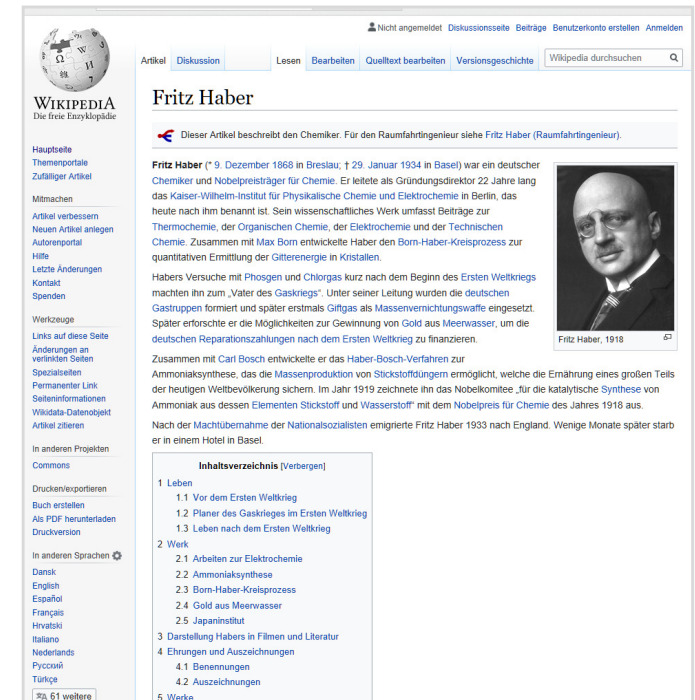 Nicht angemeldet Diskussionsseite Beiträge Benutzerkonto erstellen Anmelden
Artikel Diskussion Lesen Bearbeiten Quelltext bearbeiten Versionsgeschichte Wikipedia durchsuchen
WIKIPEDIA
Die freie Enzyklopädie
Hauptseite
Themenportale
Zufälliger Artikel
Mitmachen
Artikel verbessern
Neuen Artikel anlegen
Autorenportal
Hilfe
Letzte Änderungen
Kontakt
Spenden
Werkzeuge
Links auf diese Seite
Änderungen an
verlinkten Seiten
Spezialseiten
Permanenter Link
Seiteninformationen
Wikidata-Datenobjekt
Artikel zitieren
In anderen Projekten
Commons
Drucken/exportieren
Buch erstellen
Als PDF herunterladen
Druckversion
In anderen Sprachen
Dansk
English
Español
Français
Hrvatski
Italiano
Nederlands
Русский
Türkçe
61 weitere
Fritz Haber
Dieser Artikel beschreibt den Chemiker. Für den Raumfahrtingenieur siehe Fritz Haber (Raumfahrtingenieur).
Fritz Haber (* 9. Dezember 1868 in Breslau; † 29. Januar 1934 in Basel) war ein deutscher
Chemiker und Nobelpreisträger für Chemie. Er leitete als Gründungsdirektor 22 Jahre lang
das Kaiser-Wilhelm-Institut für Physikalische Chemie und Elektrochemie in Berlin, das
heute nach ihm benannt ist. Sein wissenschaftliches Werk umfasst Beiträge zur
Thermochemie, der Organischen Chemie, der Elektrochemie und der Technischen
Chemie. Zusammen mit Max Born entwickelte Haber den Born-Haber-Kreisprozess zur
quantitativen Ermittlung der Gitterenergie in Kristallen.
Habers Versuche mit Phosgen und Chlorgas kurz nach dem Beginn des Ersten Weltkriegs
machten ihn zum „Vater des Gaskriegs“. Unter seiner Leitung wurden die deutschen
Gastruppen formiert und später erstmals Giftgas als Massenvernichtungswaffe eingesetzt.
Später erforschte er die Möglichkeiten zur Gewinnung von Gold aus Meerwasser, um die
deutschen Reparationszahlungen nach dem Ersten Weltkrieg zu finanzieren.
Fritz Haber, 1918
Zusammen mit Carl Bosch entwickelte er das Haber-Bosch-Verfahren zur
Ammoniaksynthese, das die Massenproduktion von Stickstoffdüngern ermöglicht, welche die Ernährung eines großen Teils
der heutigen Weltbevölkerung sichern. Im Jahr 1919 zeichnete ihn das Nobelkomitee „für die katalytische Synthese von
Ammoniak aus dessen Elementen Stickstoff und Wasserstoff“ mit dem Nobelpreis für Chemie des Jahres 1918 aus.
Nach der Machtübernahme der Nationalsozialisten emigrierte Fritz Haber 1933 nach England. Wenige Monate später starb
er in einem Hotel in Basel.
Inhaltsverzeichnis [Verbergen]
1 Leben
1.1 Vor dem Ersten Weltkrieg
1.2 Planer des Gaskrieges im Ersten Weltkrieg
1.3 Leben nach dem Ersten Weltkrieg
2 Werk
2.1 Arbeiten zur Elektrochemie
2.2 Ammoniaksynthese
2.3 Born-Haber-Kreisprozess
2.4 Gold aus Meerwasser
2.5 Japaninstitut
3 Darstellung Habers in Filmen und Literatur
4 Ehrungen und Auszeichnungen
4.1 Benennungen
4.2 Auszeichnungen
5 Werke